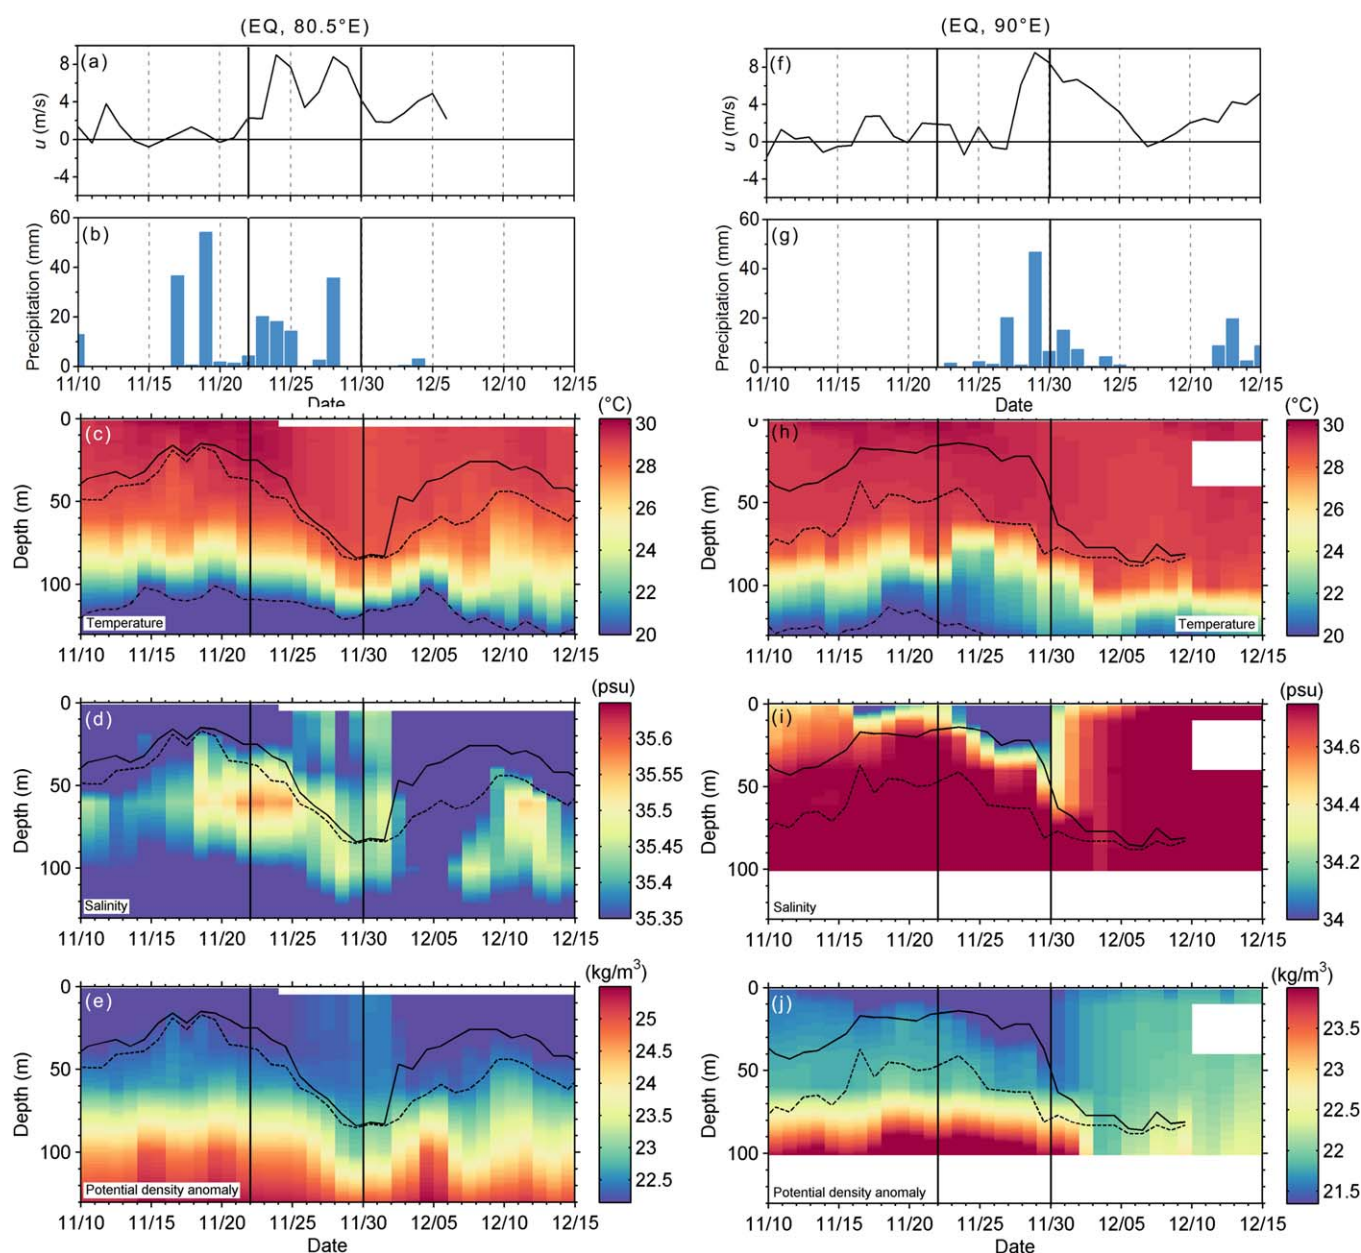 (EQ, 80.5°E)
(a)
u (m/s)
8
4
0
-4
(b)
Precipitation (mm)
60
40
20
0
11/10 11/15 11/20 11/25 11/30 12/5 12/10 12/15
Date
(°C)
(c)
Depth (m)
0
50
100
Temperature
30
28
26
24
22
20
11/10 11/15 11/20 11/25 11/30 12/05 12/10 12/15
(psu)
(d)
Depth (m)
0
50
100
Salinity
35.6
35.55
35.5
35.45
35.4
35.35
11/10 11/15 11/20 11/25 11/30 12/05 12/10 12/15
(kg/m³)
(e)
Depth (m)
0
50
100
Potential density anomaly
25
24.5
24
23.5
23
22.5
11/10 11/15 11/20 11/25 11/30 12/05 12/10 12/15
Date
(EQ, 90°E)
(f)
u (m/s)
8
4
0
-4
(g)
Precipitation (mm)
60
40
20
0
11/10 11/15 11/20 11/25 11/30 12/5 12/10 12/15
Date
(°C)
(h)
Depth (m)
0
50
100
Temperature
30
28
26
24
22
20
11/10 11/15 11/20 11/25 11/30 12/05 12/10 12/15
(psu)
(i)
Depth (m)
0
50
100
Salinity
34.6
34.4
34.2
34
11/10 11/15 11/20 11/25 11/30 12/05 12/10 12/15
(kg/m³)
(j)
Depth (m)
0
50
100
Potential density anomaly
23.5
23
22.5
22
21.5
11/10 11/15 11/20 11/25 11/30 12/05 12/10 12/15
Date